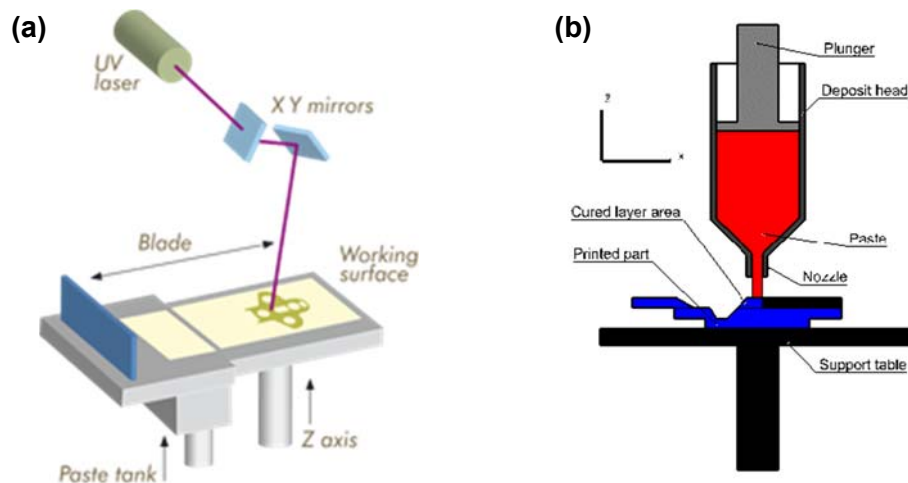 (a)
UV
laser
X Y mirrors
Blade
Working
surface
Z axis
Paste tank
(b)
Plunger
Deposit head
z
x
Cured layer area
Printed part
Paste
Nozzle
Support table